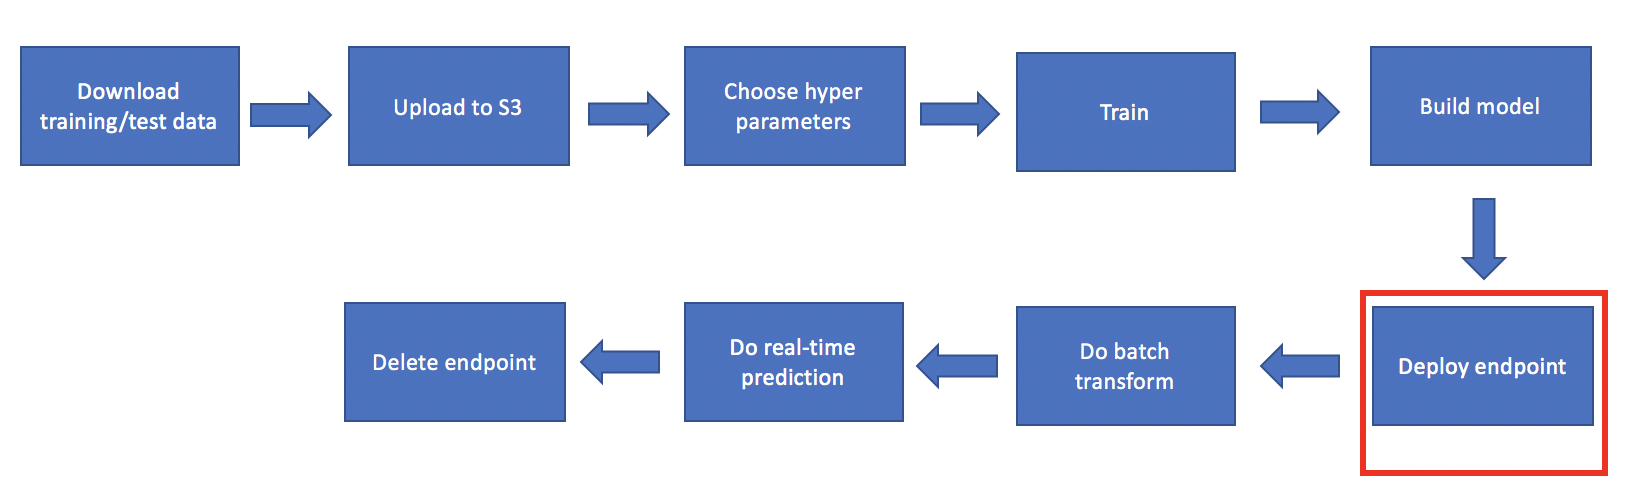 Download
training/test data
Upload to S3
Choose hyper
parameters
Train
Build model
Deploy endpoint
Do batch
transform
Do real-time
prediction
Delete endpoint